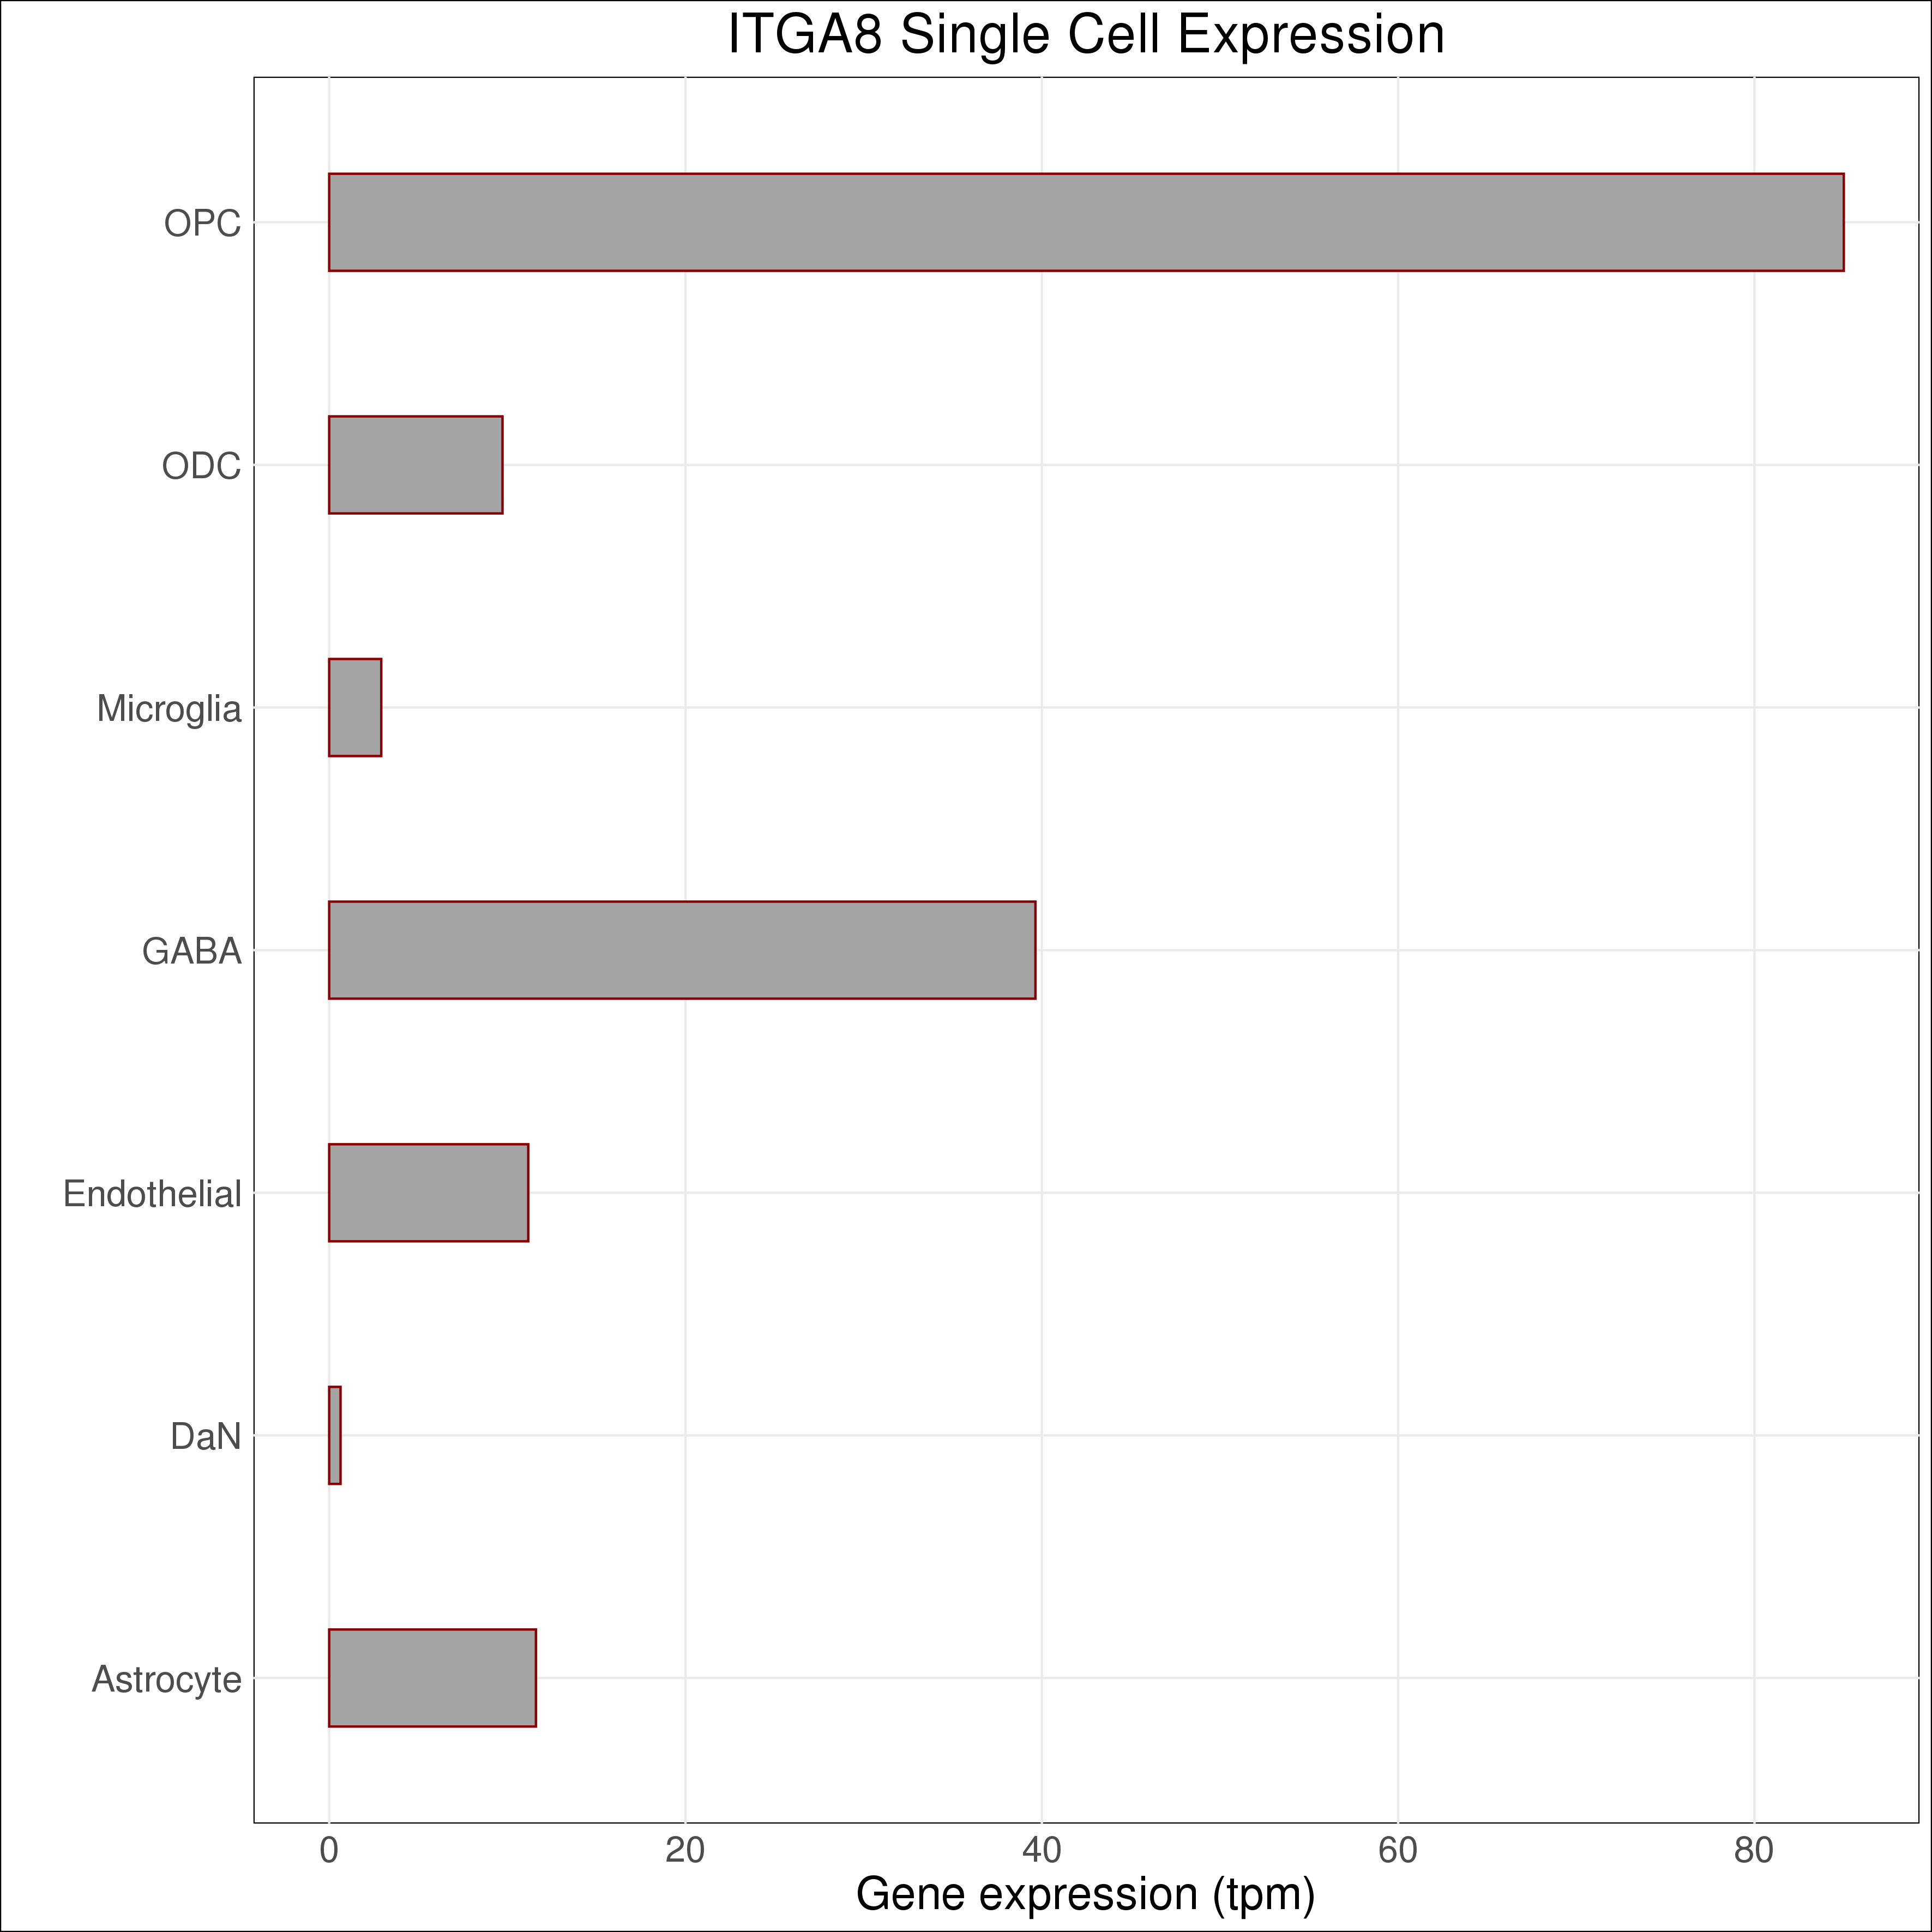 ITGA8 Single Cell Expression
OPC
ODC
Microglia
GABA
Endothelial
DaN
Astrocyte
0 20 40 60 80
Gene expression (tpm)